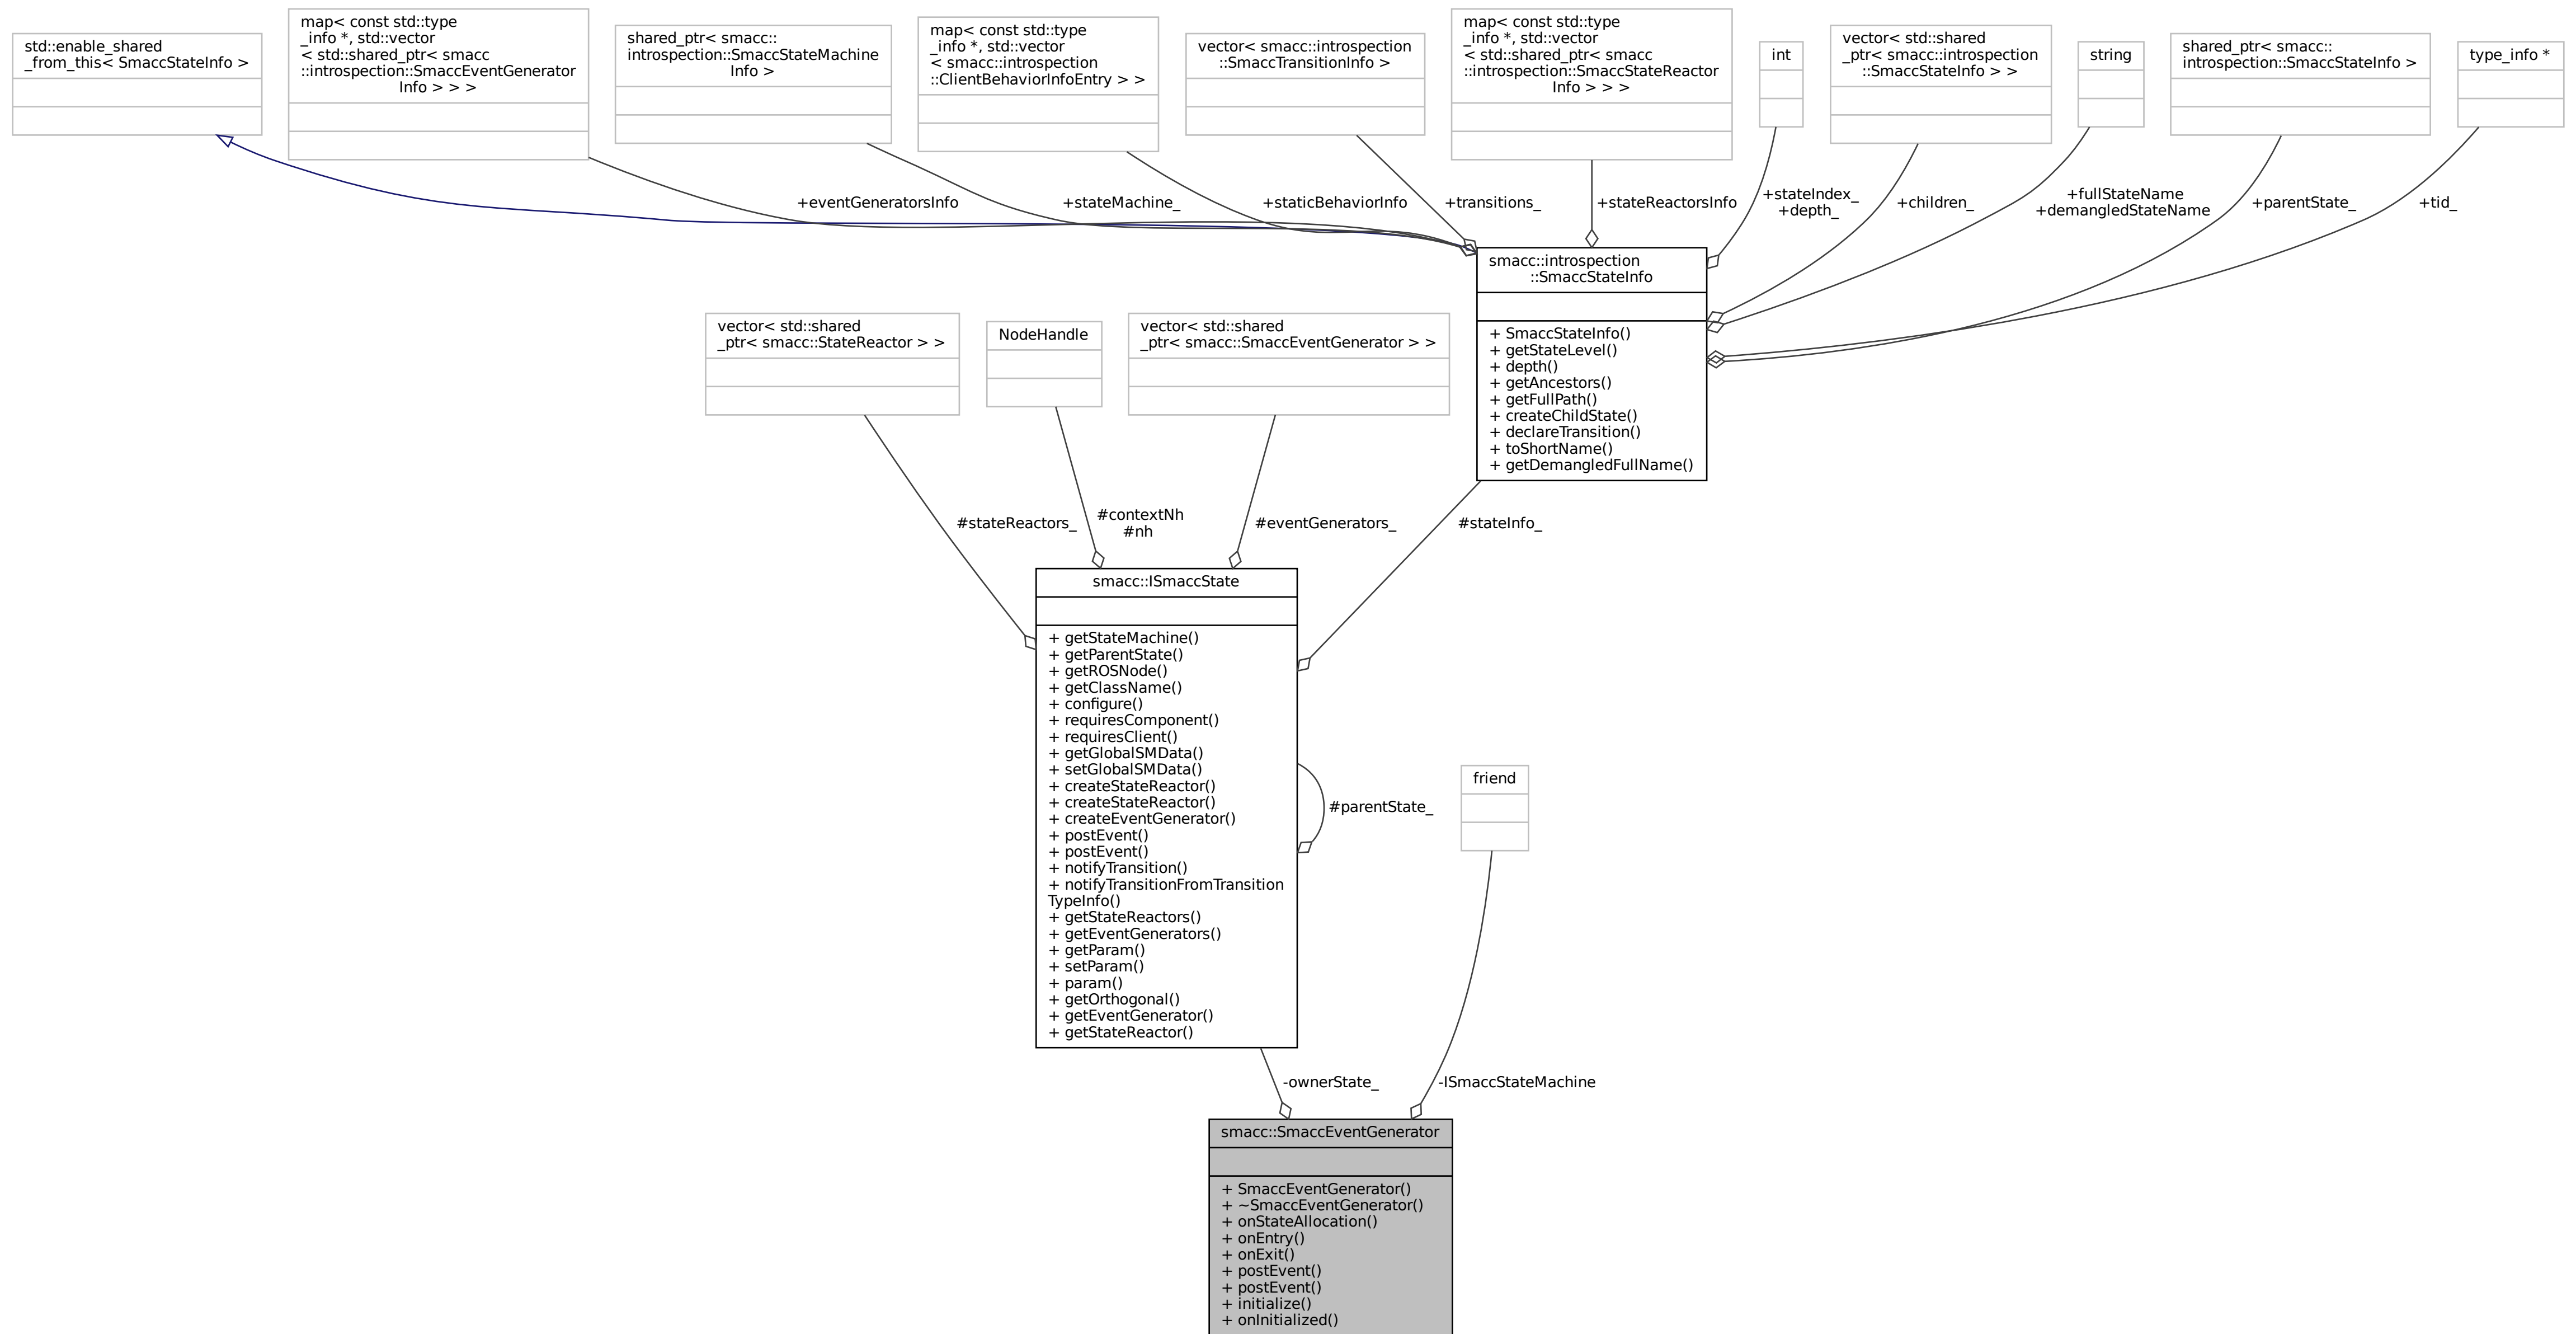 std::enable_shared
_from_this< SmaccStateInfo >
map< const std::type
_info *, std::vector
< std::shared_ptr< smacc
::introspection::SmaccEventGenerator
Info > > >
shared_ptr< smacc::
introspection::SmaccStateMachine
Info >
map< const std::type
_info *, std::vector
< smacc::introspection
::ClientBehaviorInfoEntry > >
vector< smacc::introspection
::SmaccTransitionInfo >
map< const std::type
_info *, std::vector
< std::shared_ptr< smacc
::introspection::SmaccStateReactor
Info > > >
int
vector< std::shared
_ptr< smacc::introspection
::SmaccStateInfo > >
string
shared_ptr< smacc::
introspection::SmaccStateInfo >
type_info *
+eventGeneratorsInfo
+stateMachine_
+staticBehaviorInfo
+transitions_
+stateReactorsInfo
+stateIndex_
+depth_
+children_
+fullStateName
+demangledStateName
+parentState_
+tid_
smacc::introspection
::SmaccStateInfo
+ SmaccStateInfo()
+ getStateLevel()
+ depth()
+ getAncestors()
+ getFullPath()
+ createChildState()
+ declareTransition()
+ toShortName()
+ getDemangledFullName()
vector< std::shared
_ptr< smacc::StateReactor > >
NodeHandle
vector< std::shared
_ptr< smacc::SmaccEventGenerator > >
#stateReactors_
#contextNh
#nh
#eventGenerators_
#stateInfo_
smacc::ISmaccState
+ getStateMachine()
+ getParentState()
+ getROSNode()
+ getClassName()
+ configure()
+ requiresComponent()
+ requiresClient()
+ getGlobalSMData()
+ setGlobalSMData()
+ createStateReactor()
+ createStateReactor()
+ createEventGenerator()
+ postEvent()
+ postEvent()
+ notifyTransition()
+ notifyTransitionFromTransition
TypeInfo()
+ getStateReactors()
+ getEventGenerators()
+ getParam()
+ setParam()
+ param()
+ getOrthogonal()
+ getEventGenerator()
+ getStateReactor()
#parentState_
friend
-ownerState_
-ISmaccStateMachine
smacc::SmaccEventGenerator
+ SmaccEventGenerator()
+ ~SmaccEventGenerator()
+ onStateAllocation()
+ onEntry()
+ onExit()
+ postEvent()
+ postEvent()
+ initialize()
+ onInitialized()